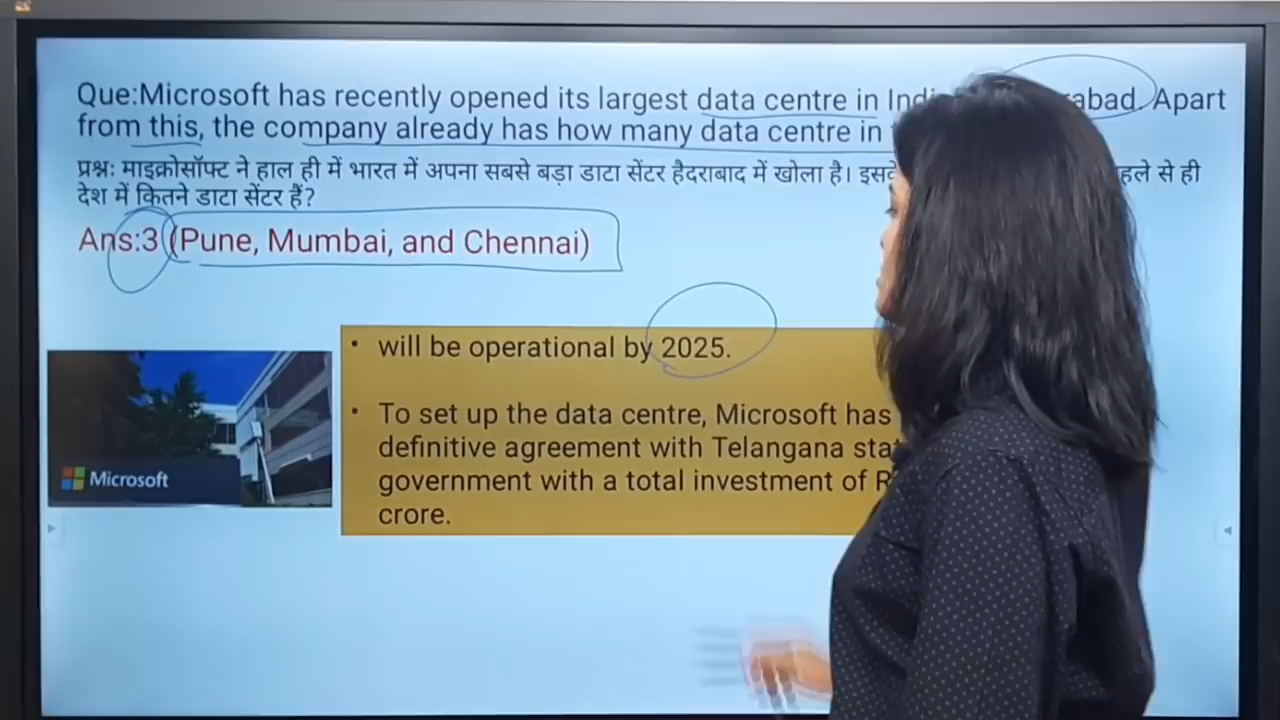 Que:Microsoft has recently opened its largest data centre in abad. Apart
from this, the company already has how many data centre in
प्रश्न: माइक्रोसॉफ्ट ने हाल ही में भारत में अपना सबसे बड़ा डाटा सेंटर हैदराबाद में खोला है। हले से ही
देश में कितने डाटा सेंटर हैं?
Ans:3 (Pune, Mumbai, and Chennai)
• will be operational by 2025.
• To set up the data centre, Microsoft has
definitive agreement with Telangana sta
government with a total investment of R
crore.
Microsoft